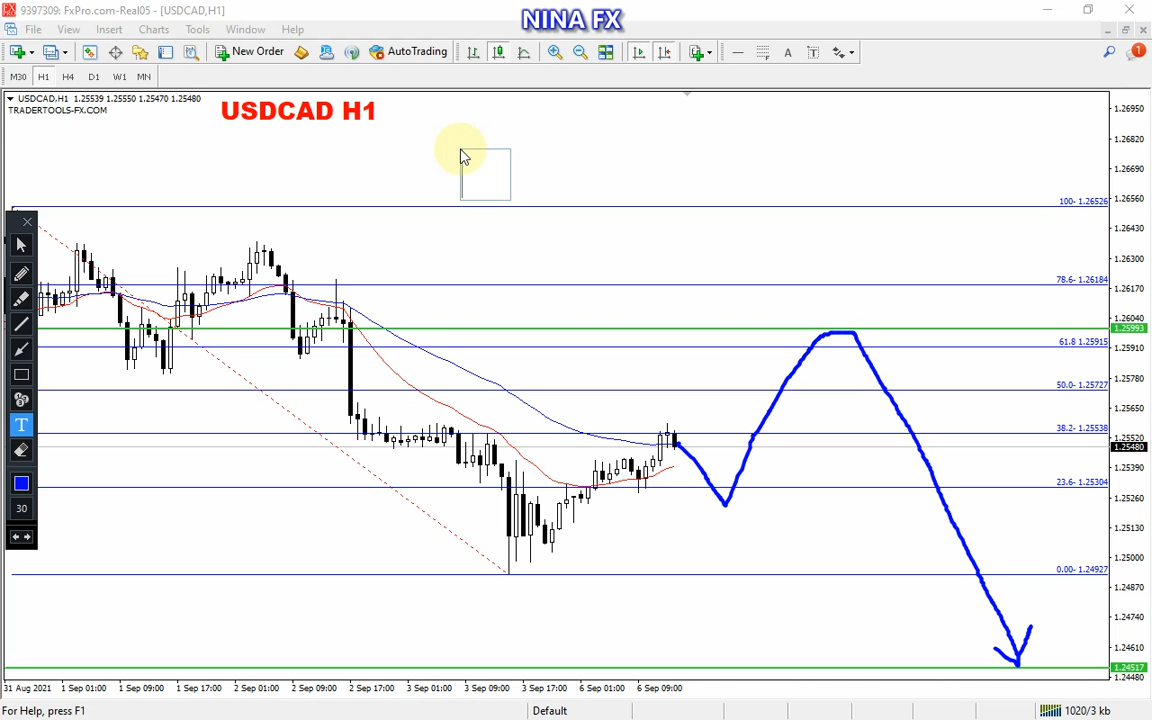 9397309: FxPro.com-Real05 - [USDCAD,H1]
NINA FX
File View Insert Charts Tools Window Help
New Order AutoTrading A T 1
M30 H1 H4 D1 W1 MN
USDCAD,H1 1.25539 1.25550 1.25470 1.25480
TRADERTOOLS-FX.COM
USDCAD H1
1.26950
1.26820
1.26690
100- 1.26526
1.26560
1.26430
1.26300
78.6- 1.26184
1.26170
1.26040
1.25993
61.8 1.25915
1.25910
1.25780
50.0- 1.25727
1.25650
38.2- 1.25538
1.25520
1.25480
1.25390
23.6- 1.25304
1.25260
1.25130
1.25000
0.00- 1.24927
1.24870
1.24740
1.24610
1.24517
1.24480
T
30
31 Aug 2021 1 Sep 01:00 1 Sep 09:00 1 Sep 17:00 2 Sep 01:00 2 Sep 09:00 2 Sep 17:00 3 Sep 01:00 3 Sep 09:00 3 Sep 17:00 6 Sep 01:00 6 Sep 09:00
For Help, press F1 Default 1020/3 kb